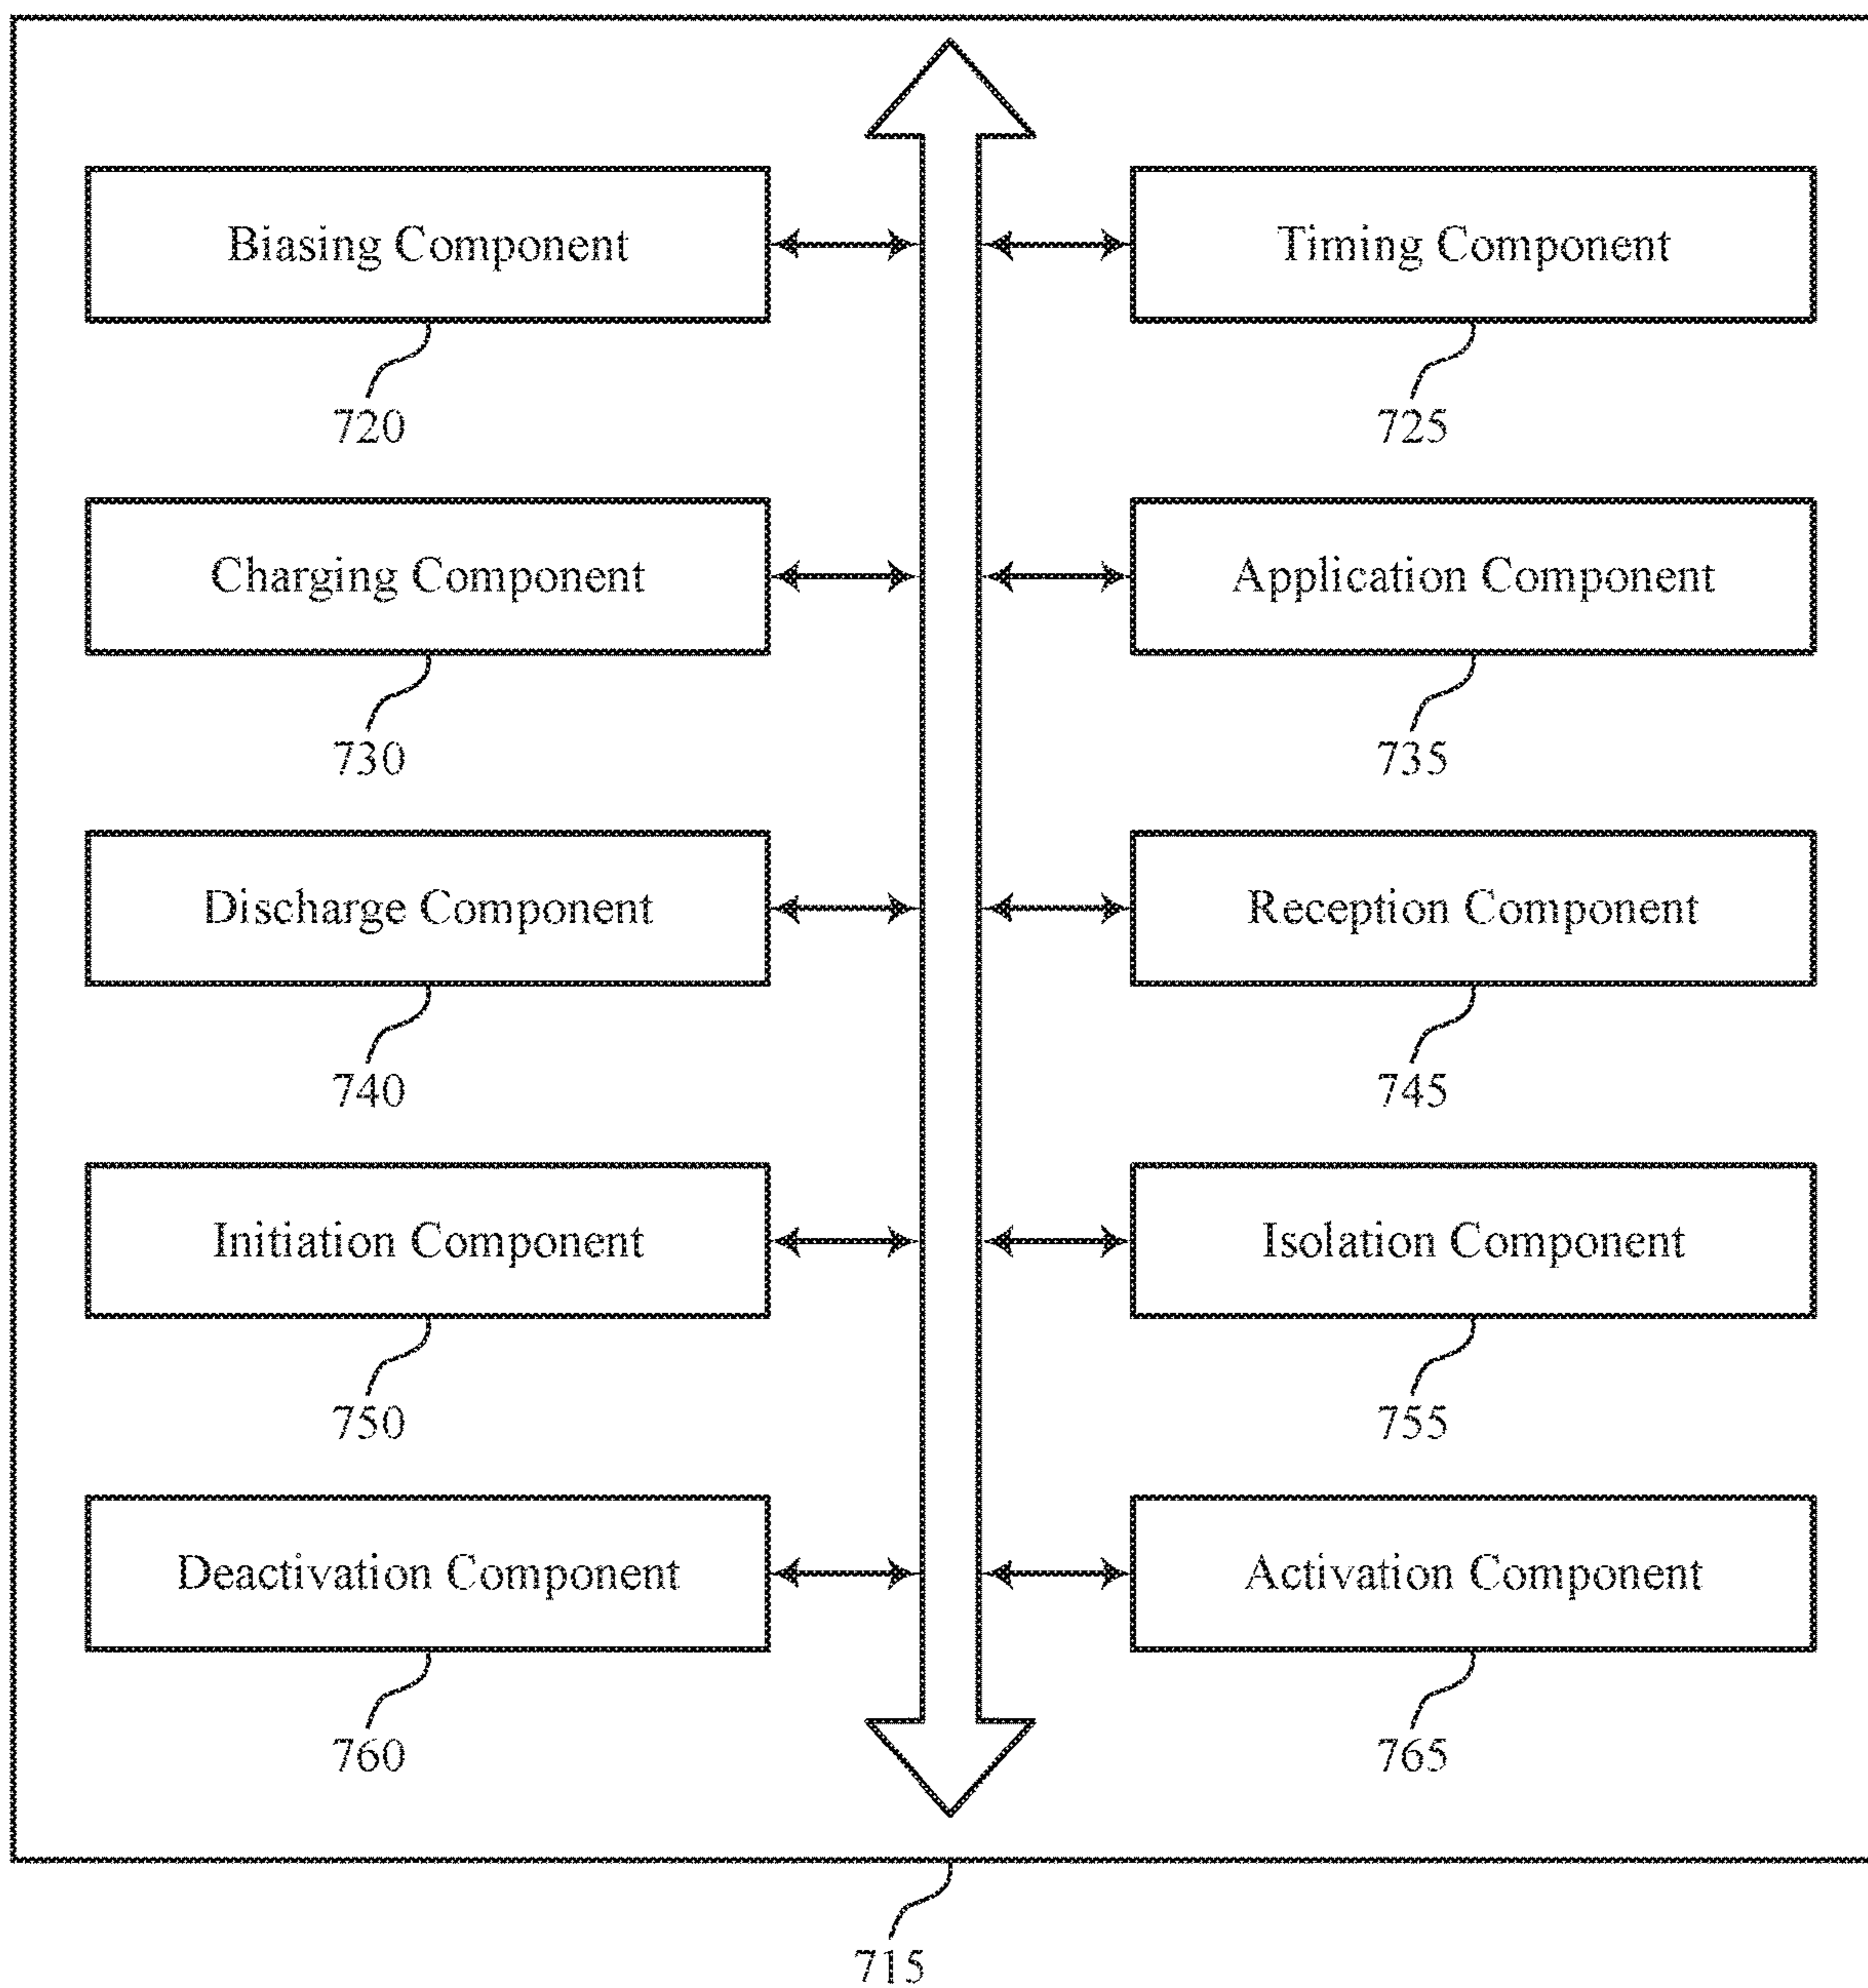 Biasing Component
Timing Component
720
725
Charging Component
Application Component
730
735
Discharge Component
Reception Component
740
745
Initiation Component
Isolation Component
750
755
Deactivation Component
Activation Component
760
765
715